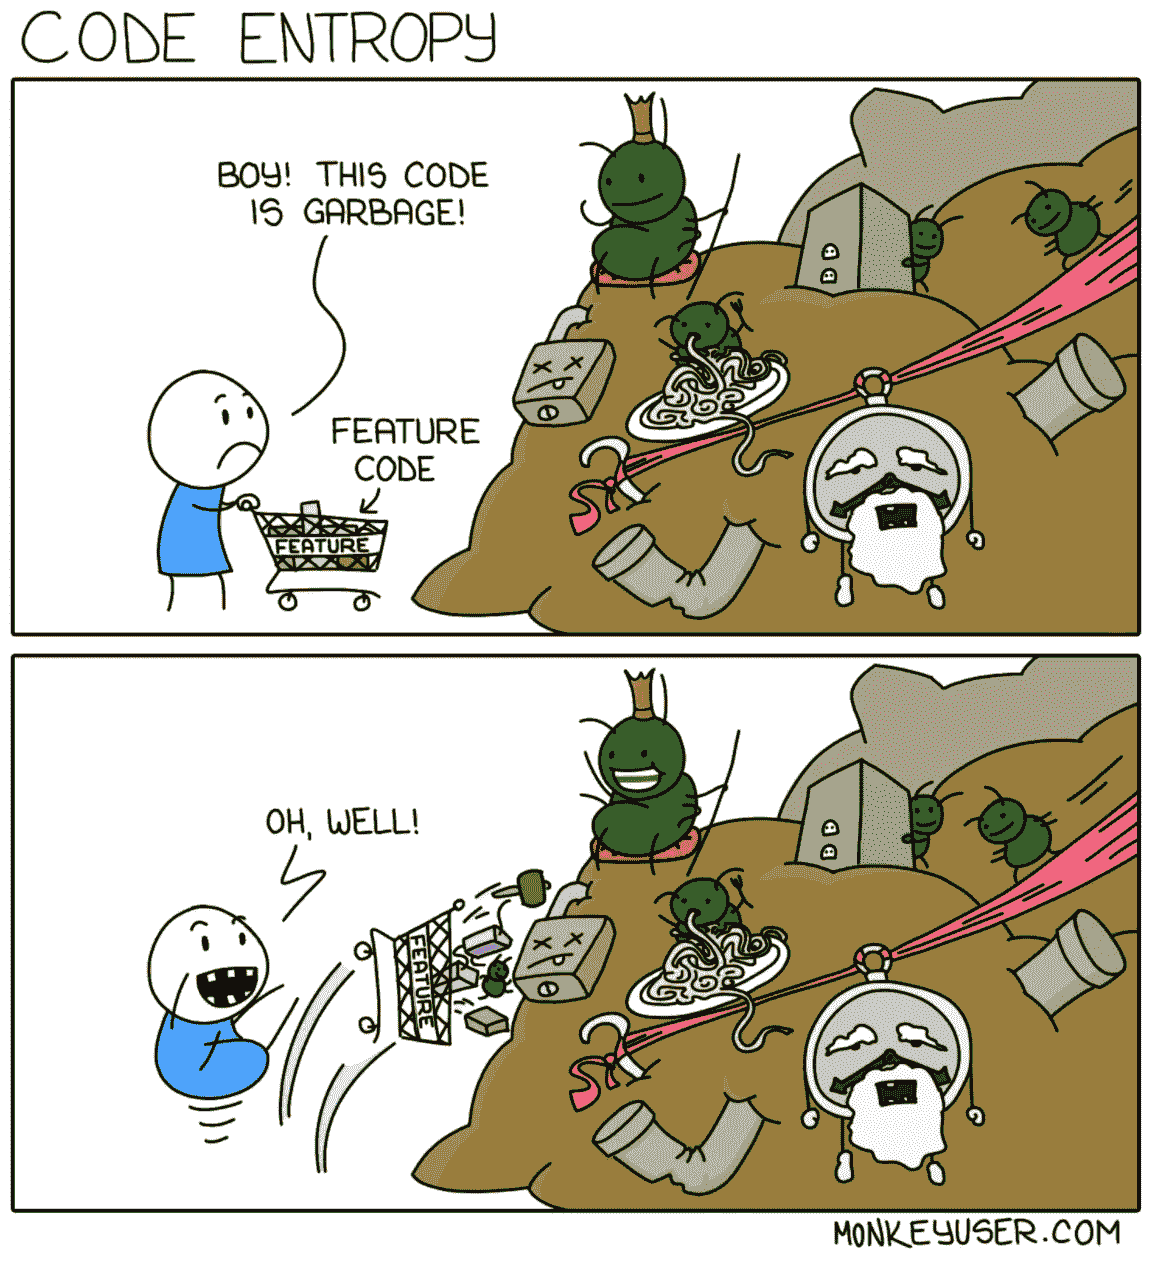 CODE ENTROPY
BOY! THIS CODE
IS GARBAGE!
FEATURE
CODE
FEATURE
OH, WELL!
FEATURE
MONKEYUSER.COM